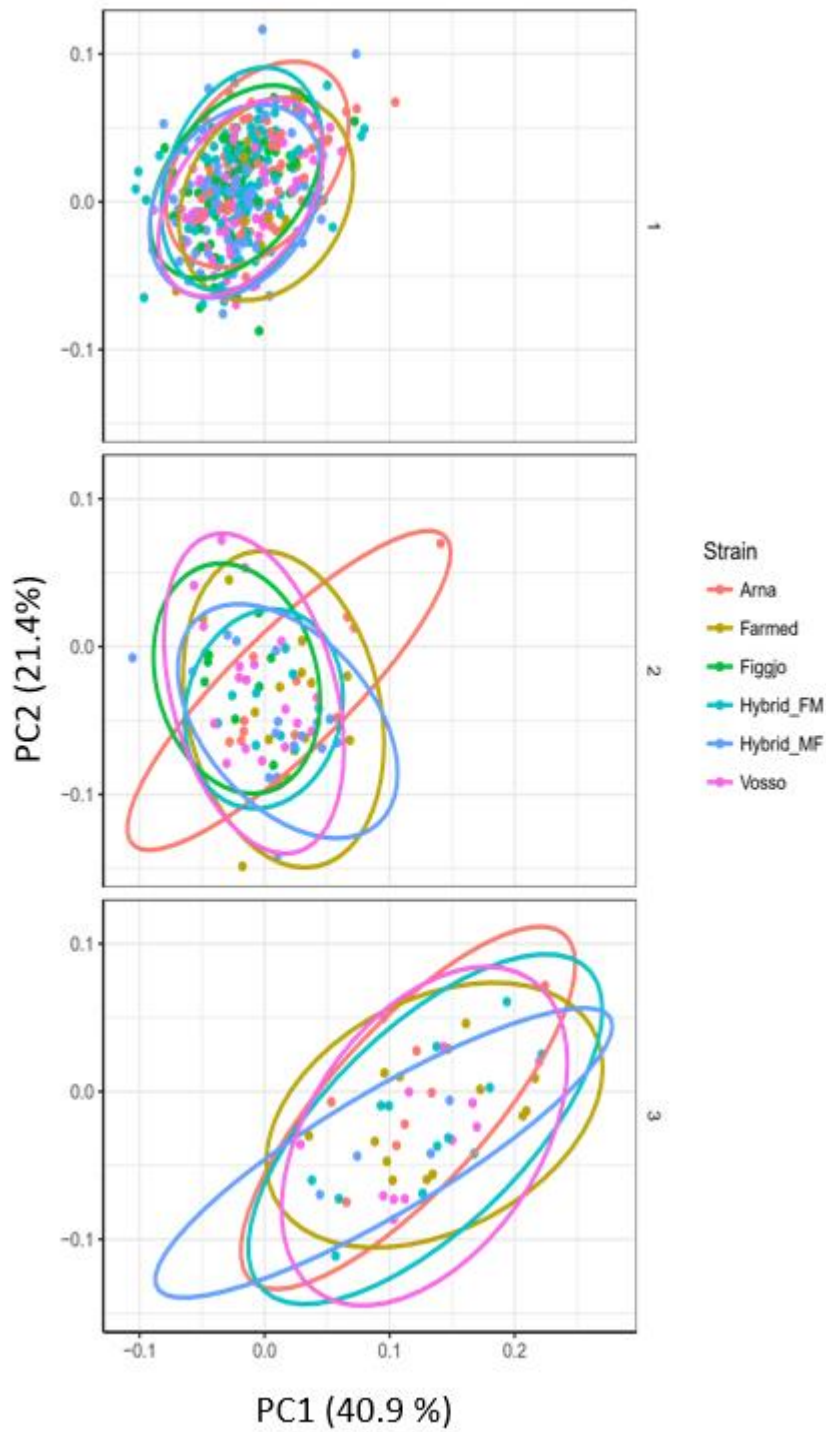 0.1
0.0
−0.1
1
0.1
0.0
−0.1
2
0.1
0.0
−0.1
3
−0.1 0.0 0.1 0.2
PC2 (21.4%)
PC1 (40.9 %)
Strain
Arna
Farmed
Figgjo
Hybrid_FM
Hybrid_MF
Vosso